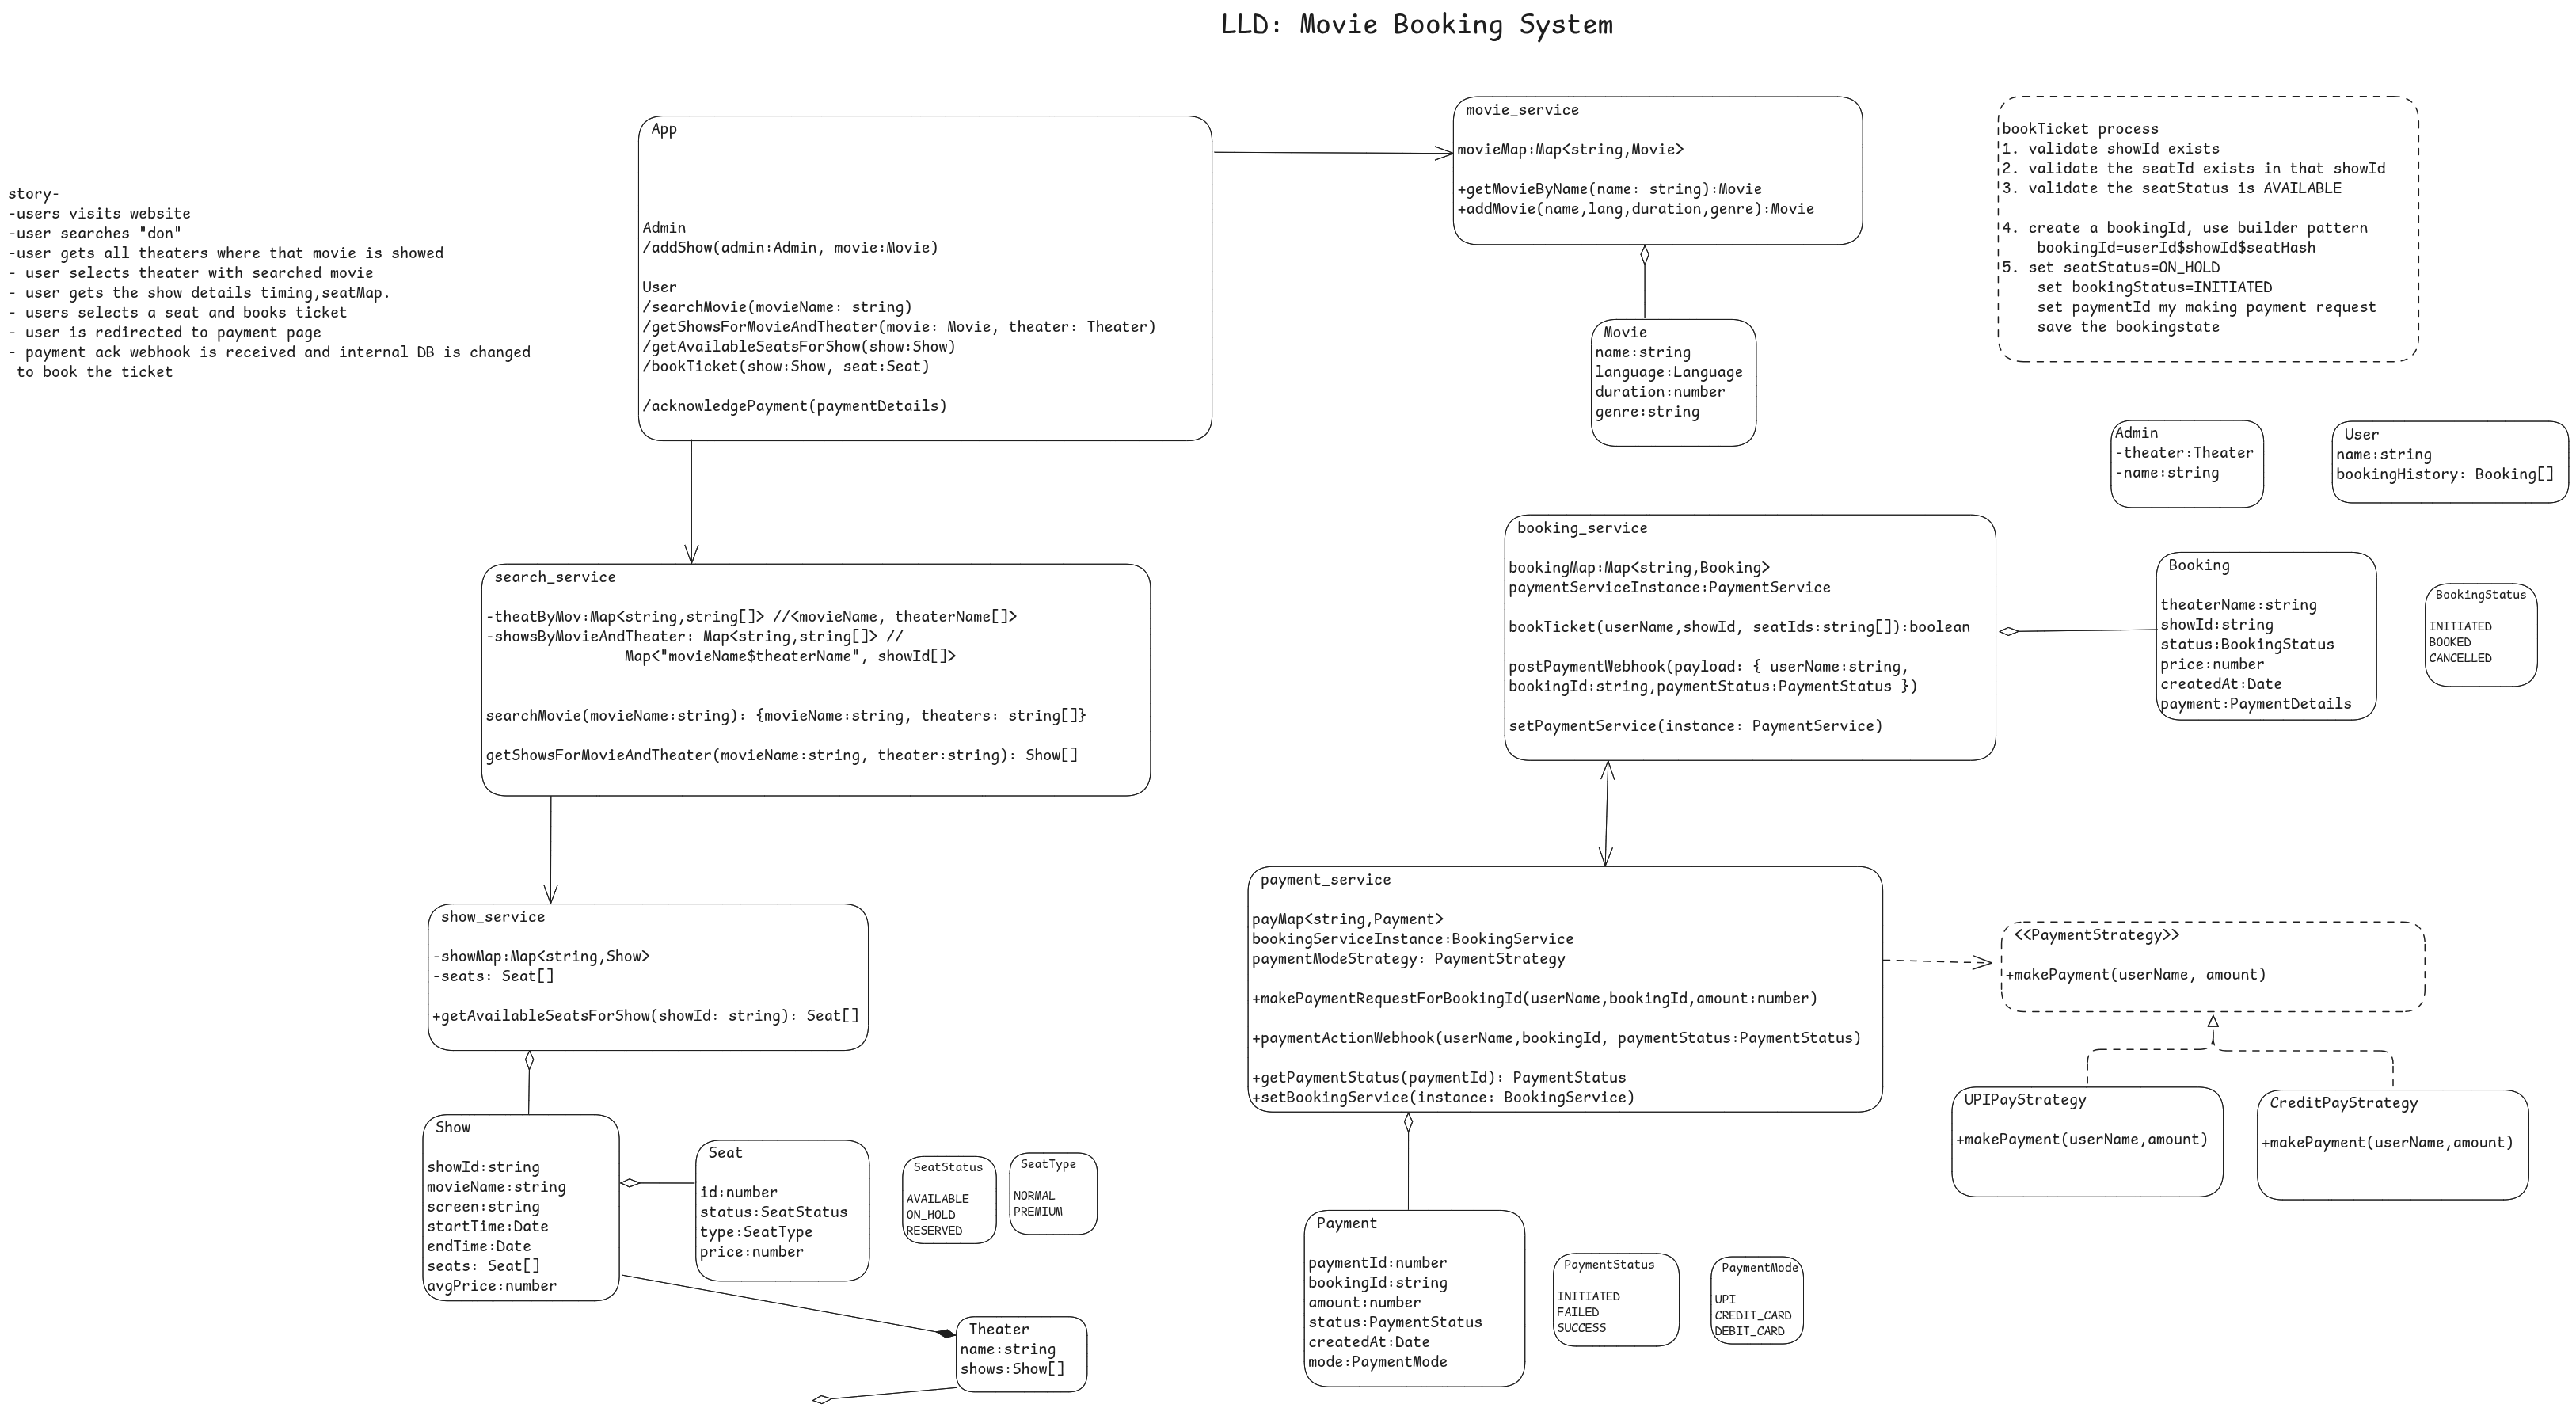 LLD: Movie Booking System
story-
-users visits website
-user searches "don"
-user gets all theaters where that movie is showed
- user selects theater with searched movie
- user gets the show details timing,seatMap.
- users selects a seat and books ticket
- user is redirected to payment page
- payment ack webhook is received and internal DB is changed
to book the ticket
App
Admin
/addShow(admin:Admin, movie:Movie)
User
/searchMovie(movieName: string)
/getShowsForMovieAndTheater(movie: Movie, theater: Theater)
/getAvailableSeatsForShow(show:Show)
/bookTicket(show:Show, seat:Seat)
/acknowledgePayment(paymentDetails)
movie_service
movieMap:Map<string,Movie>
+getMovieByName(name: string):Movie
+addMovie(name,lang,duration,genre):Movie
Movie
name:string
language:Language
duration:number
genre:string
bookTicket process
1. validate showId exists
2. validate the seatId exists in that showId
3. validate the seatStatus is AVAILABLE
4. create a bookingId, use builder pattern
bookingId=userId$showId$seatHash
5. set seatStatus=ON_HOLD
set bookingStatus=INITIATED
set paymentId my making payment request
save the bookingstate
Admin
-theater:Theater
-name:string
User
name:string
bookingHistory: Booking[]
search_service
-theatByMov:Map<string,string[]> //<movieName, theaterName[]>
-showsByMovieAndTheater: Map<string,string[]> //
Map<"movieName$theaterName", showId[]>
searchMovie(movieName:string): {movieName:string, theaters: string[]}
getShowsForMovieAndTheater(movieName:string, theater:string): Show[]
booking_service
bookingMap:Map<string,Booking>
paymentServiceInstance:PaymentService
bookTicket(userName,showId, seatIds:string[]):boolean
postPaymentWebhook(payload: { userName:string,
bookingId:string,paymentStatus:PaymentStatus })
setPaymentService(instance: PaymentService)
Booking
theaterName:string
showId:string
status:BookingStatus
price:number
createdAt:Date
payment:PaymentDetails
BookingStatus
INITIATED
BOOKED
CANCELLED
show_service
-showMap:Map<string,Show>
-seats: Seat[]
+getAvailableSeatsForShow(showId: string): Seat[]
payment_service
payMap<string,Payment>
bookingServiceInstance:BookingService
paymentModeStrategy: PaymentStrategy
+makePaymentRequestForBookingId(userName,bookingId,amount:number)
+paymentActionWebhook(userName,bookingId, paymentStatus:PaymentStatus)
+getPaymentStatus(paymentId): PaymentStatus
+setBookingService(instance: BookingService)
<<PaymentStrategy>>
+makePayment(userName, amount)
UPIPayStrategy
+makePayment(userName,amount)
CreditPayStrategy
+makePayment(userName,amount)
Show
showId:string
movieName:string
screen:string
startTime:Date
endTime:Date
seats: Seat[]
avgPrice:number
Seat
id:number
status:SeatStatus
type:SeatType
price:number
SeatStatus
AVAILABLE
ON_HOLD
RESERVED
SeatType
NORMAL
PREMIUM
Theater
name:string
shows:Show[]
Payment
paymentId:number
bookingId:string
amount:number
status:PaymentStatus
createdAt:Date
mode:PaymentMode
PaymentStatus
INITIATED
FAILED
SUCCESS
PaymentMode
UPI
CREDIT_CARD
DEBIT_CARD